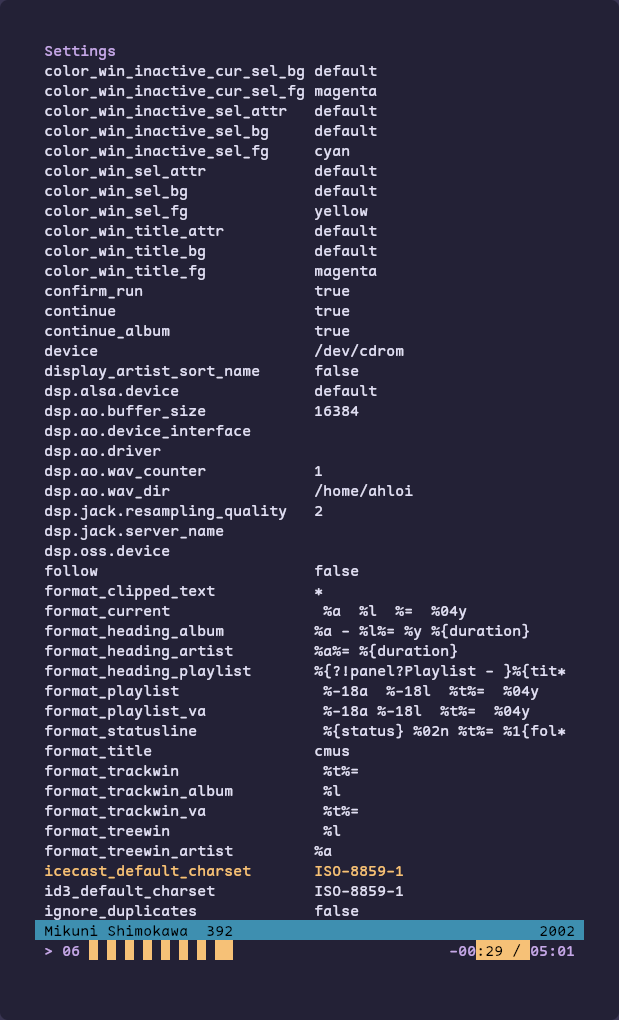 Settings
color_win_inactive_cur_sel_bg default
color_win_inactive_cur_sel_fg magenta
color_win_inactive_sel_attr default
color_win_inactive_sel_bg default
color_win_inactive_sel_fg cyan
color_win_sel_attr default
color_win_sel_bg default
color_win_sel_fg yellow
color_win_title_attr default
color_win_title_bg default
color_win_title_fg magenta
confirm_run true
continue true
continue_album true
device /dev/cdrom
display_artist_sort_name false
dsp.alsa.device default
dsp.ao.buffer_size 16384
dsp.ao.device_interface
dsp.ao.driver
dsp.ao.wav_counter 1
dsp.ao.wav_dir /home/ahloi
dsp.jack.resampling_quality 2
dsp.jack.server_name
dsp.oss.device
follow false
format_clipped_text *
format_current %a %l %= %04y
format_heading_album %a - %l%= %y %{duration}
format_heading_artist %a%= %{duration}
format_heading_playlist %{?!panel?Playlist - }%{tit*
format_playlist %-18a %-18l %t%= %04y
format_playlist_va %-18a %-18l %t%= %04y
format_statusline %{status} %02n %t%= %1{fol*
format_title cmus
format_trackwin %t%=
format_trackwin_album %l
format_trackwin_va %t%=
format_treewin %l
format_treewin_artist %a
icecast_default_charset ISO-8859-1
id3_default_charset ISO-8859-1
ignore_duplicates false
Mikuni Shimokawa 392 2002
> 06 -00:29 / 05:01